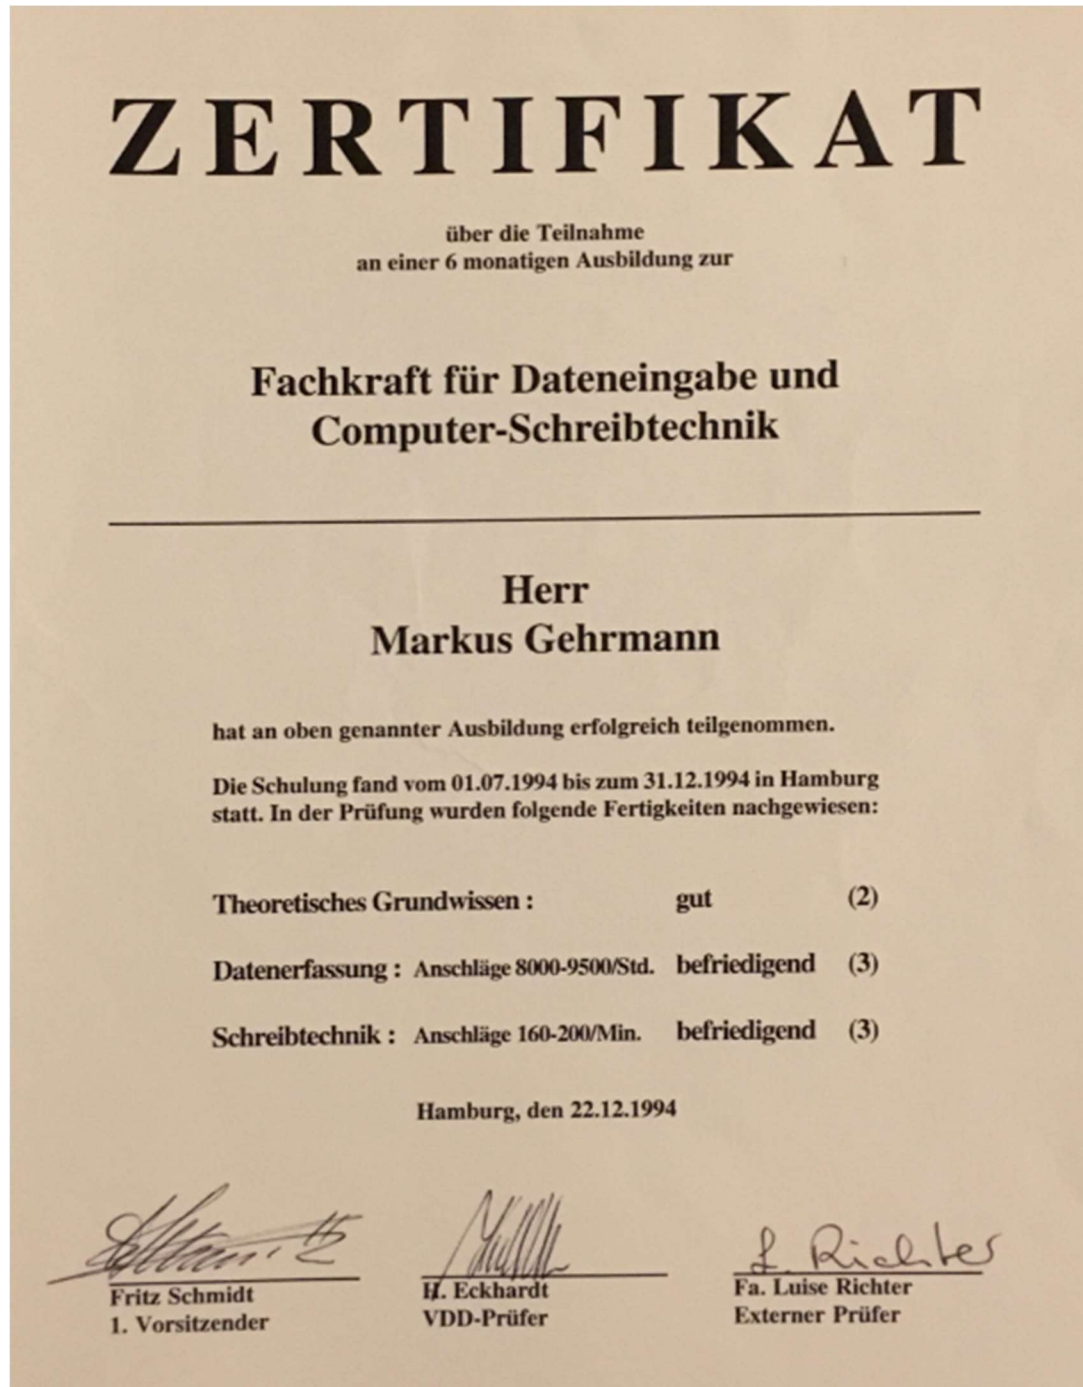 ZERTIFIKAT
über die Teilnahme
an einer 6 monatigen Ausbildung zur
Fachkraft für Dateneingabe und
Computer-Schreibtechnik
Herr
Markus Gehrmann
hat an oben genannter Ausbildung erfolgreich teilgenommen.
Die Schulung fand vom 01.07.1994 bis zum 31.12.1994 in Hamburg
statt. In der Prüfung wurden folgende Fertigkeiten nachgewiesen:
Theoretisches Grundwissen : gut (2)
Datenerfassung : Anschläge 8000-9500/Std. befriedigend (3)
Schreibtechnik : Anschläge 160-200/Min. befriedigend (3)
Hamburg, den 22.12.1994
L. Richter
Fritz Schmidt H. Eckhardt Fa. Luise Richter
1. Vorsitzender VDD-Prüfer Externer Prüfer